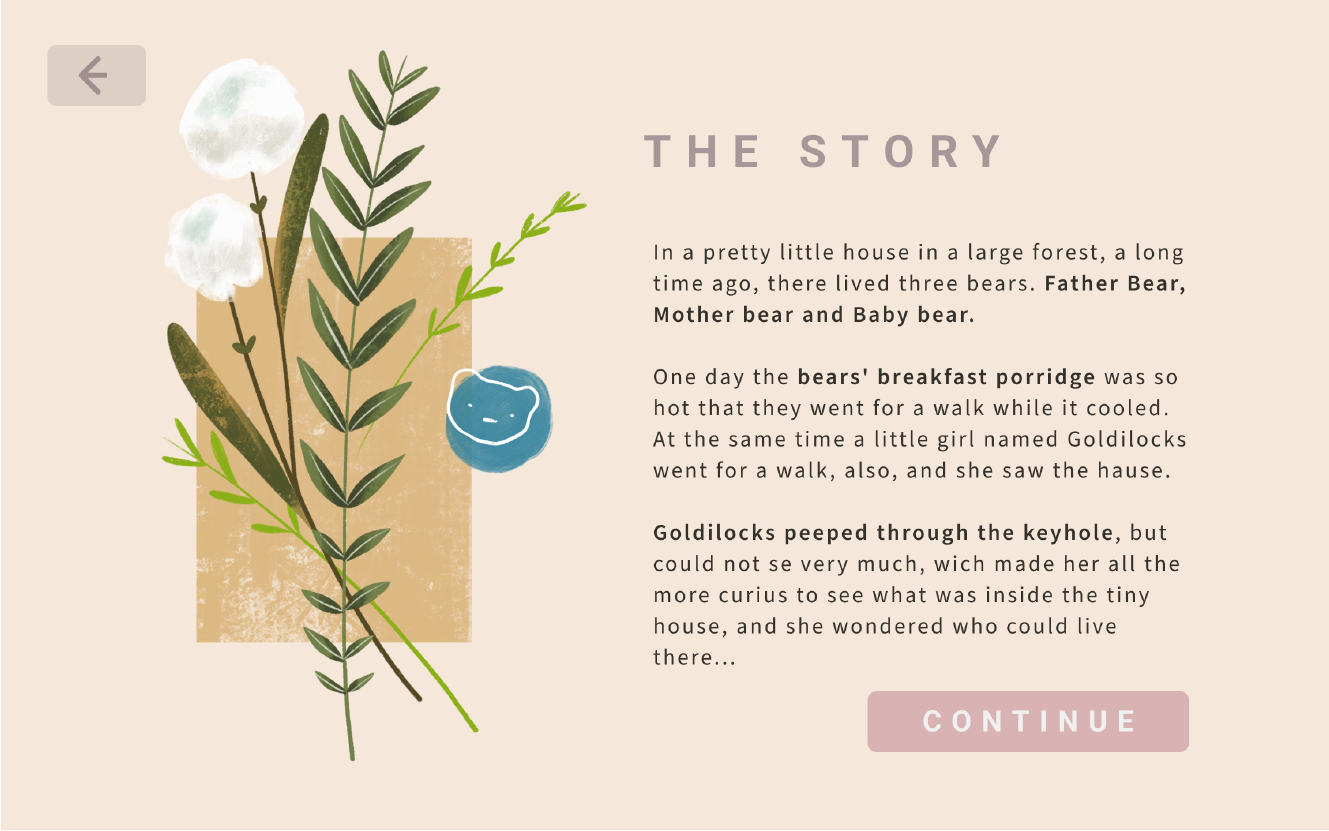 THE STORY
In a pretty little house in a large forest, a long
time ago, there lived three bears. Father Bear,
Mother bear and Baby bear.
One day the bears' breakfast porridge was so
hot that they went for a walk while it cooled.
At the same time a little girl named Goldilocks
went for a walk, also, and she saw the hause.
Goldilocks peeped through the keyhole, but
could not se very much, wich made her all the
more curius to see what was inside the tiny
house, and she wondered who could live
there...
CONTINUE